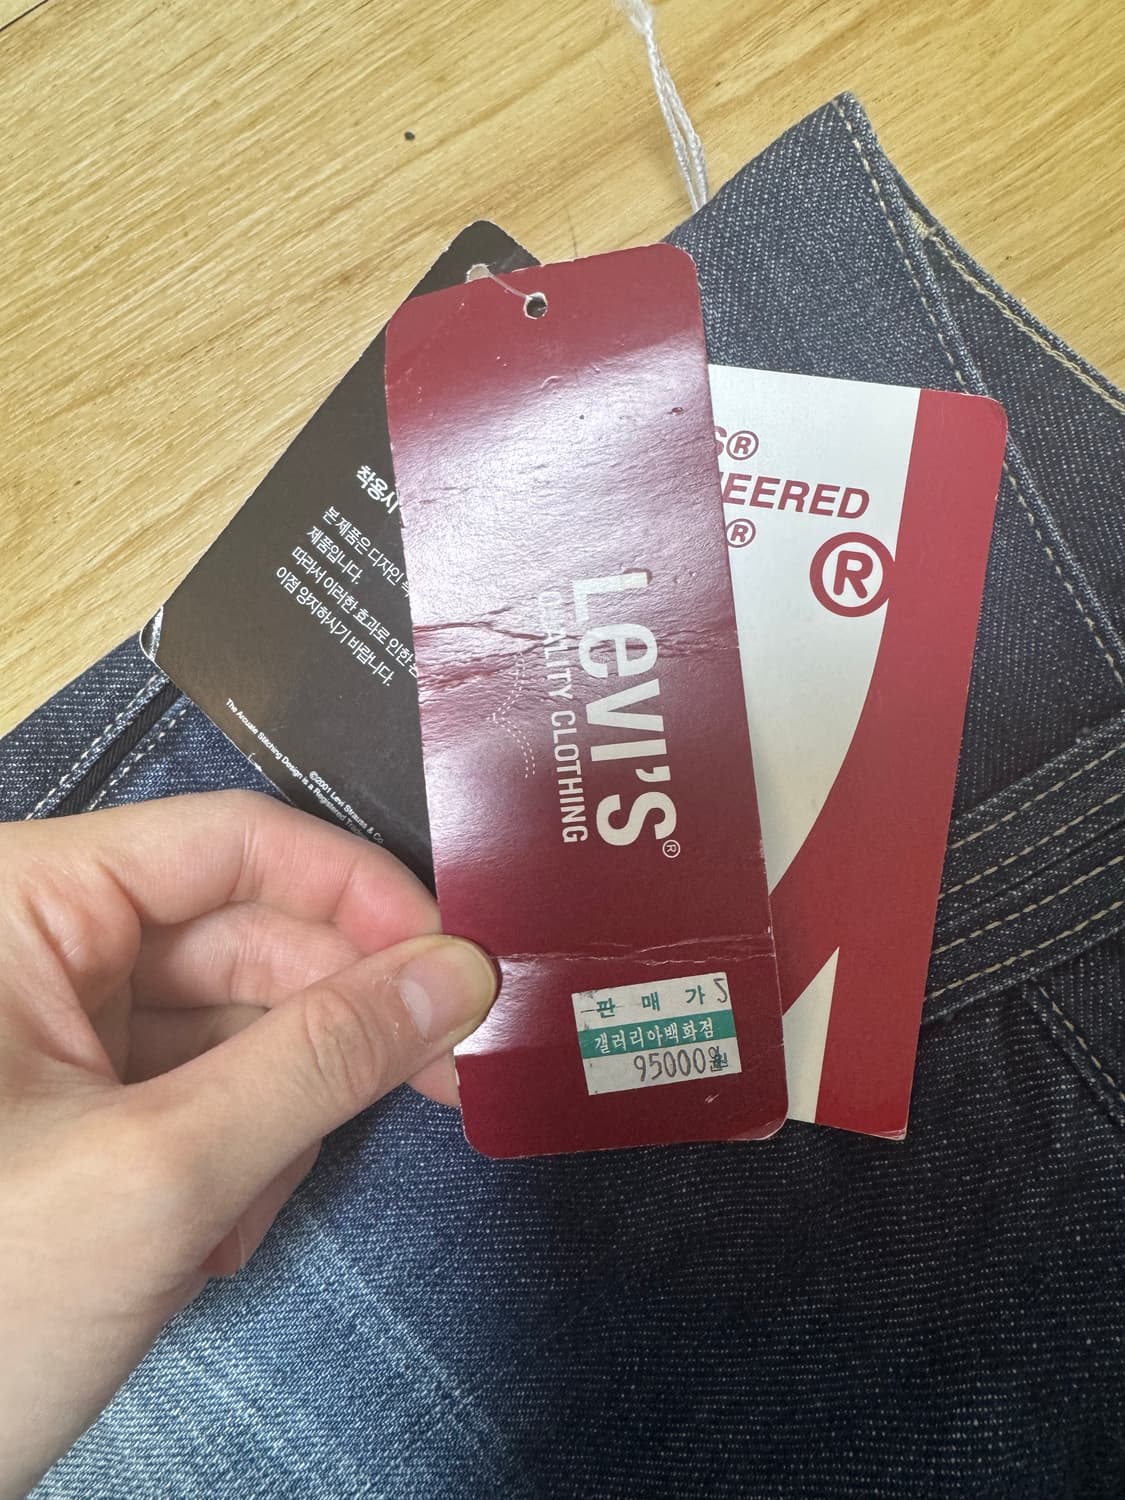 착용시
본 제품은 디자인
제품입니다.
따라서 이러한 효과로 인한
이점 양지하시기 바랍니다.
©2001 Levi Strauss & Co.
The Arcuate Stitching Design is a Registered
Levi's®
QUALITY CLOTHING
판 매 가
갤러리아백화점
95000원
S®
EERED
®
®